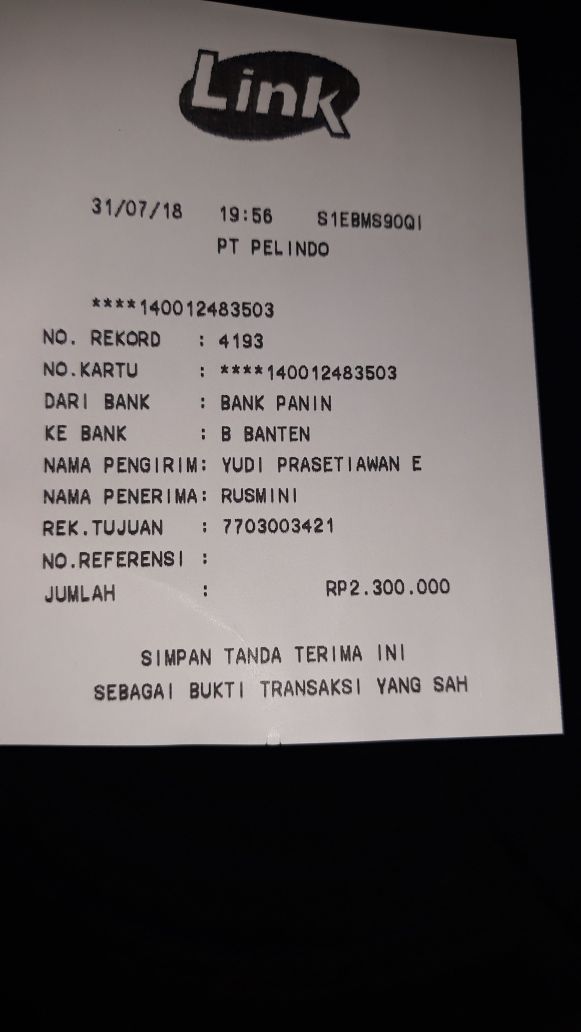 Link
31/07/18 19:56 S1EBMS90QI
PT PELINDO
****140012483503
NO. REKORD : 4193
NO.KARTU : ****140012483503
DARI BANK : BANK PANIN
KE BANK : B BANTEN
NAMA PENGIRIM: YUDI PRASETIAWAN E
NAMA PENERIMA: RUSMINI
REK.TUJUAN : 7703003421
NO.REFERENSI :
JUMLAH : RP2.300.000
SIMPAN TANDA TERIMA INI
SEBAGAI BUKTI TRANSAKSI YANG SAH